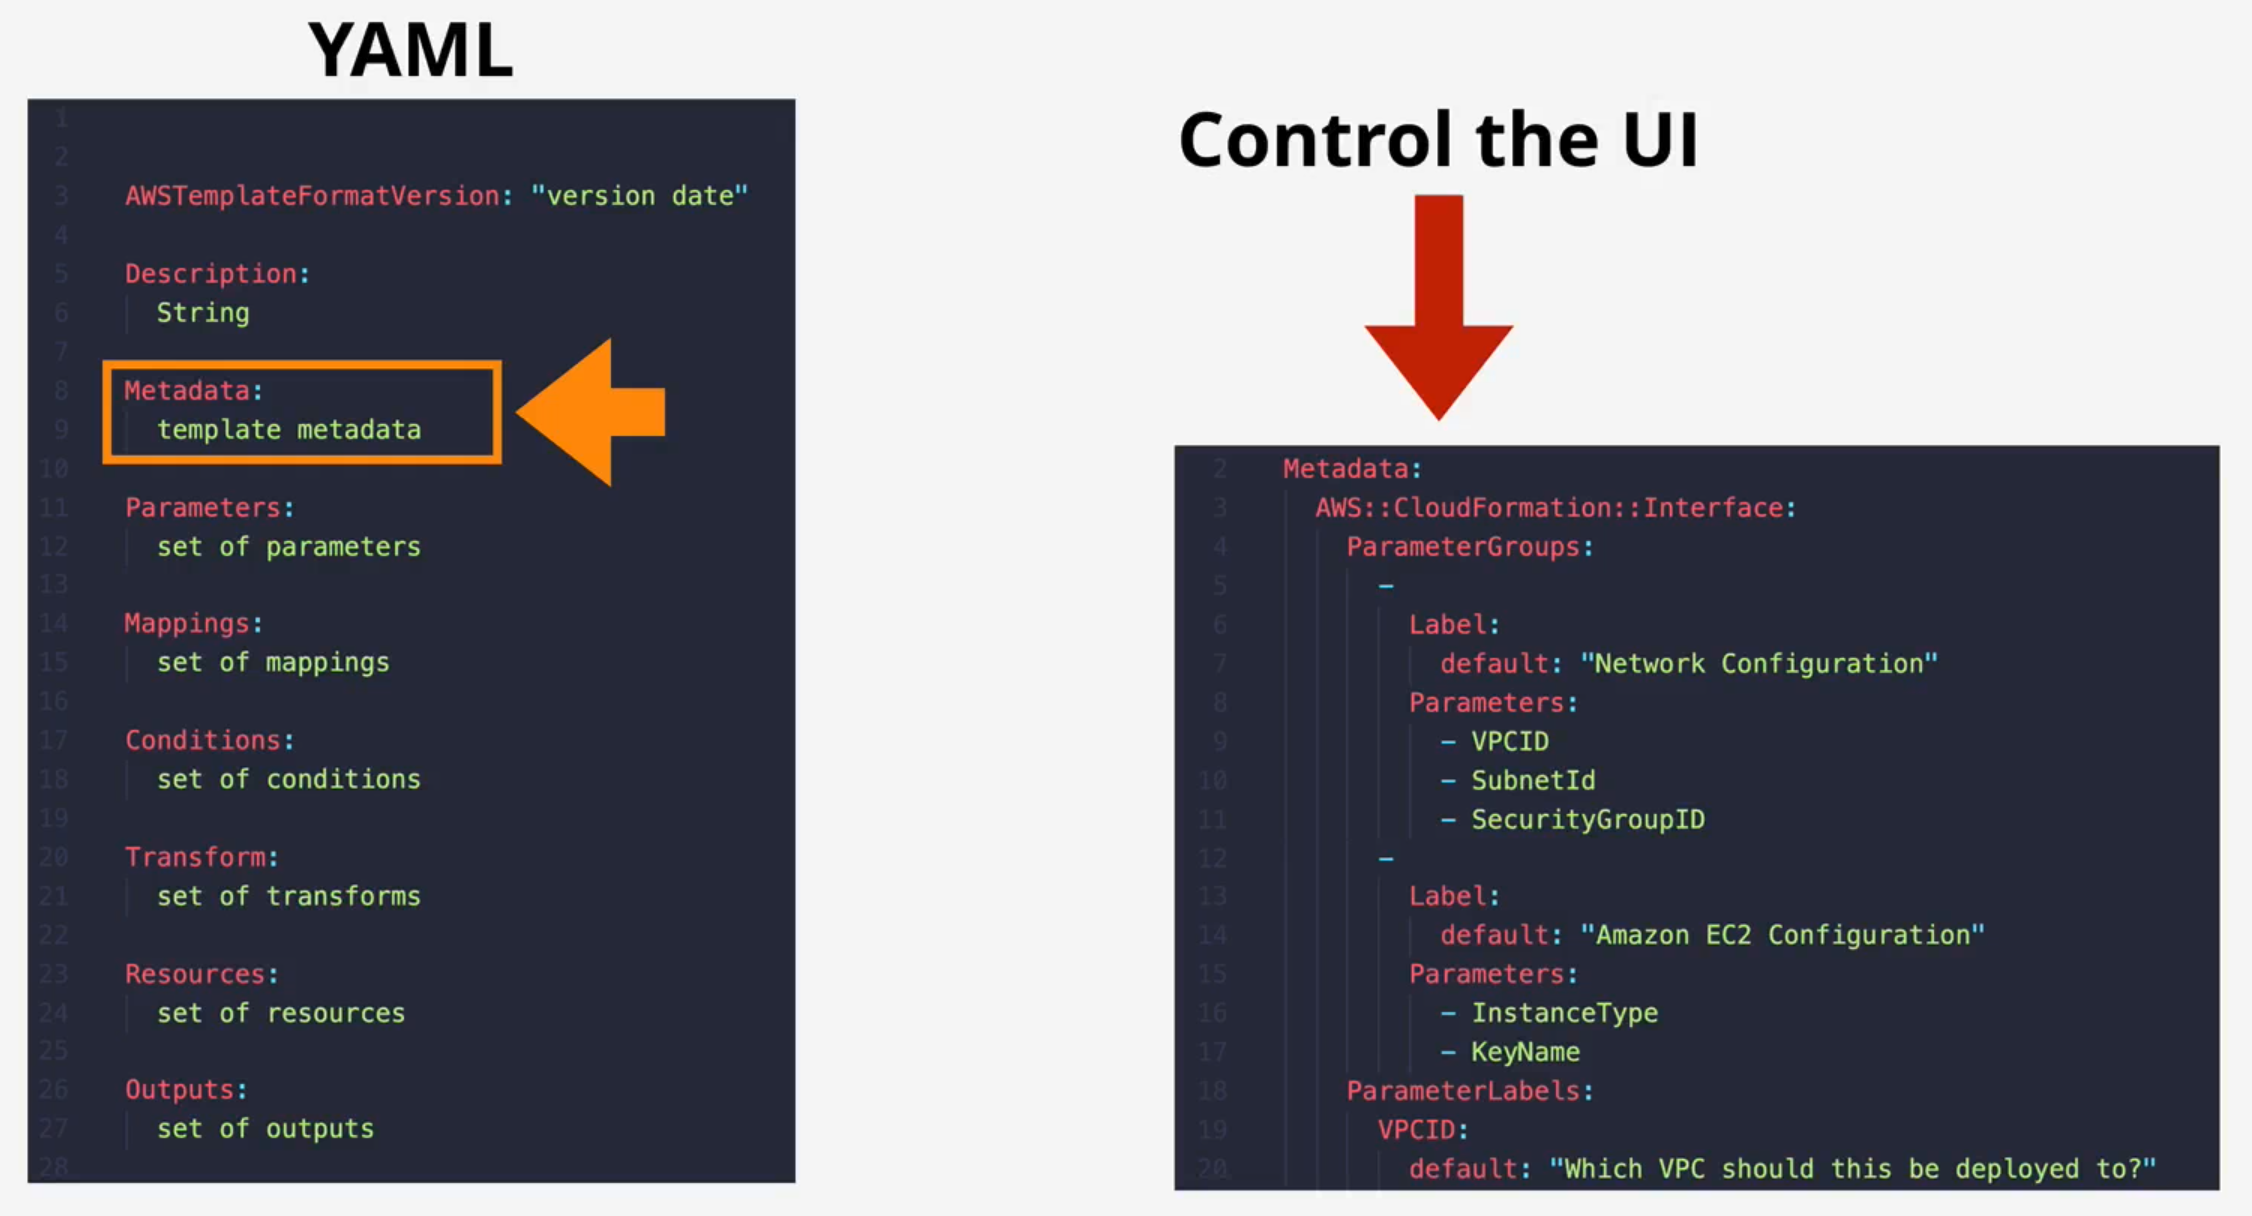 YAML
1
2
3 AWSTemplateFormatVersion: "version date"
4
5 Description:
6 String
7
8 Metadata:
9 template metadata
10
11 Parameters:
12 set of parameters
13
14 Mappings:
15 set of mappings
16
17 Conditions:
18 set of conditions
19
20 Transform:
21 set of transforms
22
23 Resources:
24 set of resources
25
26 Outputs:
27 set of outputs
28
Control the UI
2 Metadata:
3 AWS::CloudFormation::Interface:
4 ParameterGroups:
5 -
6 Label:
7 default: "Network Configuration"
8 Parameters:
9 - VPCID
10 - SubnetId
11 - SecurityGroupID
12 -
13 Label:
14 default: "Amazon EC2 Configuration"
15 Parameters:
16 - InstanceType
17 - KeyName
18 ParameterLabels:
19 VPCID:
20 default: "Which VPC should this be deployed to?"